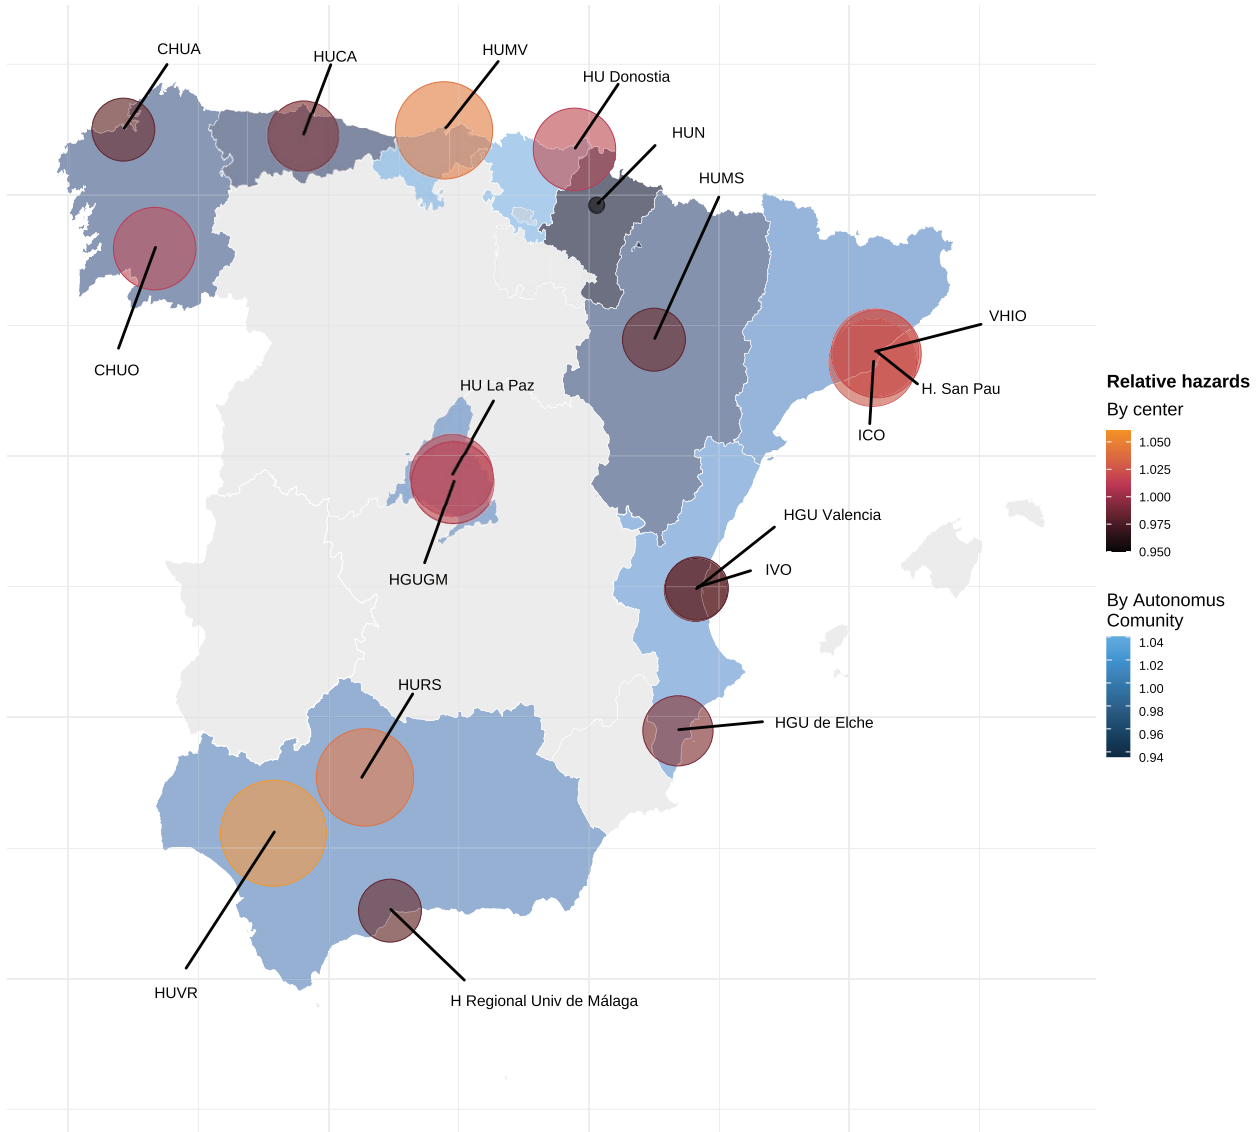 CHUA
HUCA
HUMV
HU Donostia
HUN
HUMS
CHUO
VHIO
H. San Pau
ICO
HU La Paz
HGUGM
HGU Valencia
IVO
HURS
HGU de Elche
HUVR
H Regional Univ de Málaga
Relative hazards
By center
1.050
1.025
1.000
0.975
0.950
By Autonomus
Comunity
1.04
1.02
1.00
0.98
0.96
0.94